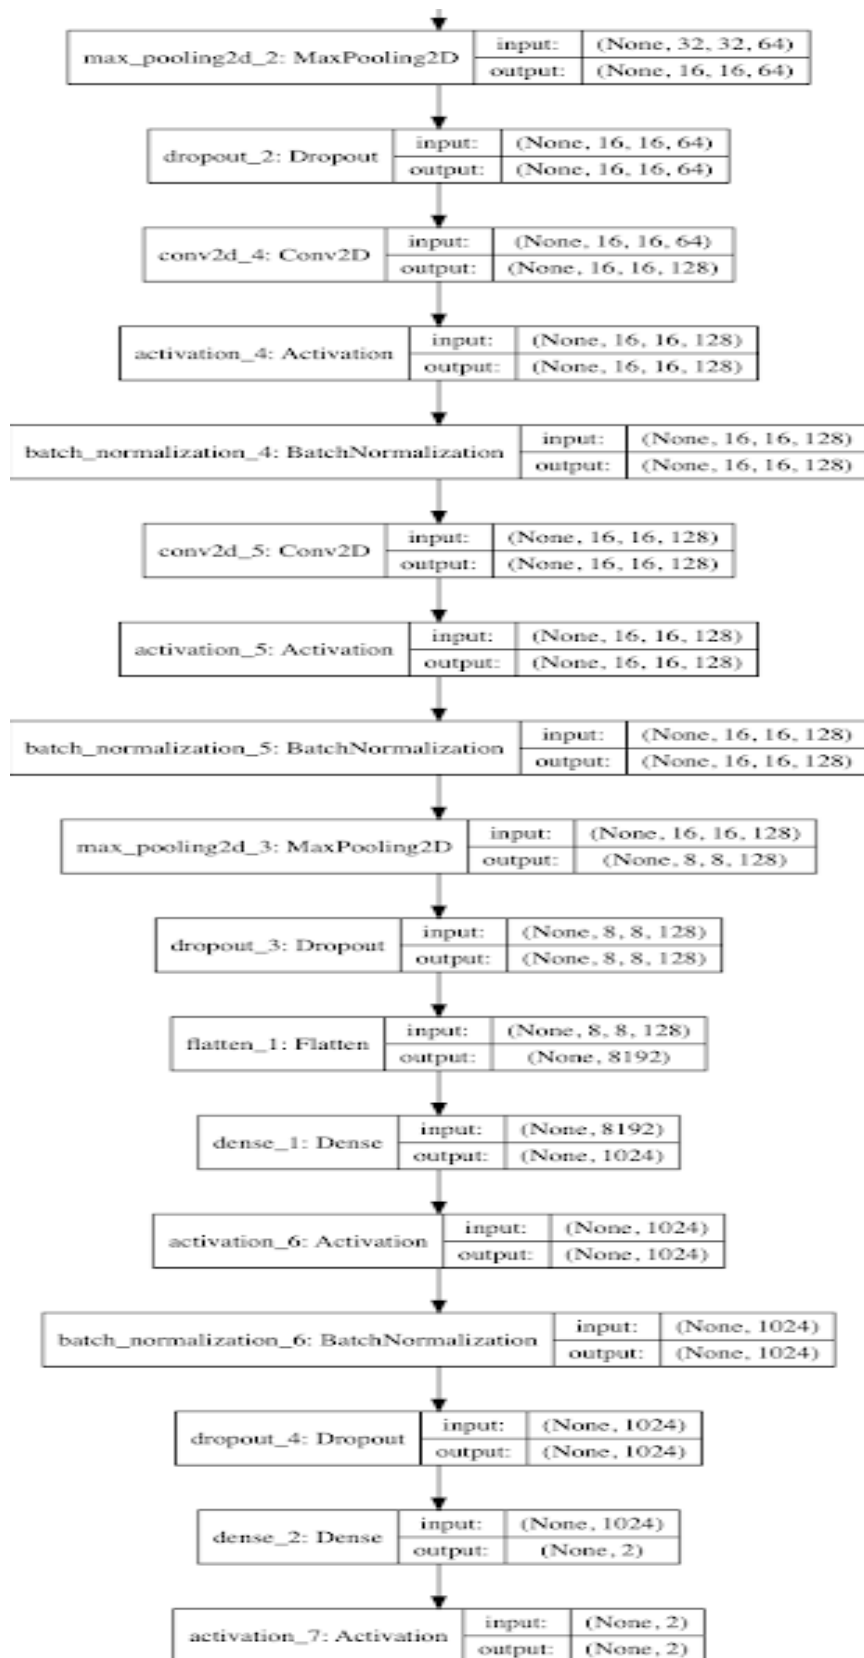 max_pooling2d_2: MaxPooling2D
input: (None, 32, 32, 64)
output: (None, 16, 16, 64)
dropout_2: Dropout
input: (None, 16, 16, 64)
output: (None, 16, 16, 64)
conv2d_4: Conv2D
input: (None, 16, 16, 64)
output: (None, 16, 16, 128)
activation_4: Activation
input: (None, 16, 16, 128)
output: (None, 16, 16, 128)
batch_normalization_4: BatchNormalization
input: (None, 16, 16, 128)
output: (None, 16, 16, 128)
conv2d_5: Conv2D
input: (None, 16, 16, 128)
output: (None, 16, 16, 128)
activation_5: Activation
input: (None, 16, 16, 128)
output: (None, 16, 16, 128)
batch_normalization_5: BatchNormalization
input: (None, 16, 16, 128)
output: (None, 16, 16, 128)
max_pooling2d_3: MaxPooling2D
input: (None, 16, 16, 128)
output: (None, 8, 8, 128)
dropout_3: Dropout
input: (None, 8, 8, 128)
output: (None, 8, 8, 128)
flatten_1: Flatten
input: (None, 8, 8, 128)
output: (None, 8192)
dense_1: Dense
input: (None, 8192)
output: (None, 1024)
activation_6: Activation
input: (None, 1024)
output: (None, 1024)
batch_normalization_6: BatchNormalization
input: (None, 1024)
output: (None, 1024)
dropout_4: Dropout
input: (None, 1024)
output: (None, 1024)
dense_2: Dense
input: (None, 1024)
output: (None, 2)
activation_7: Activation
input: (None, 2)
output: (None, 2)